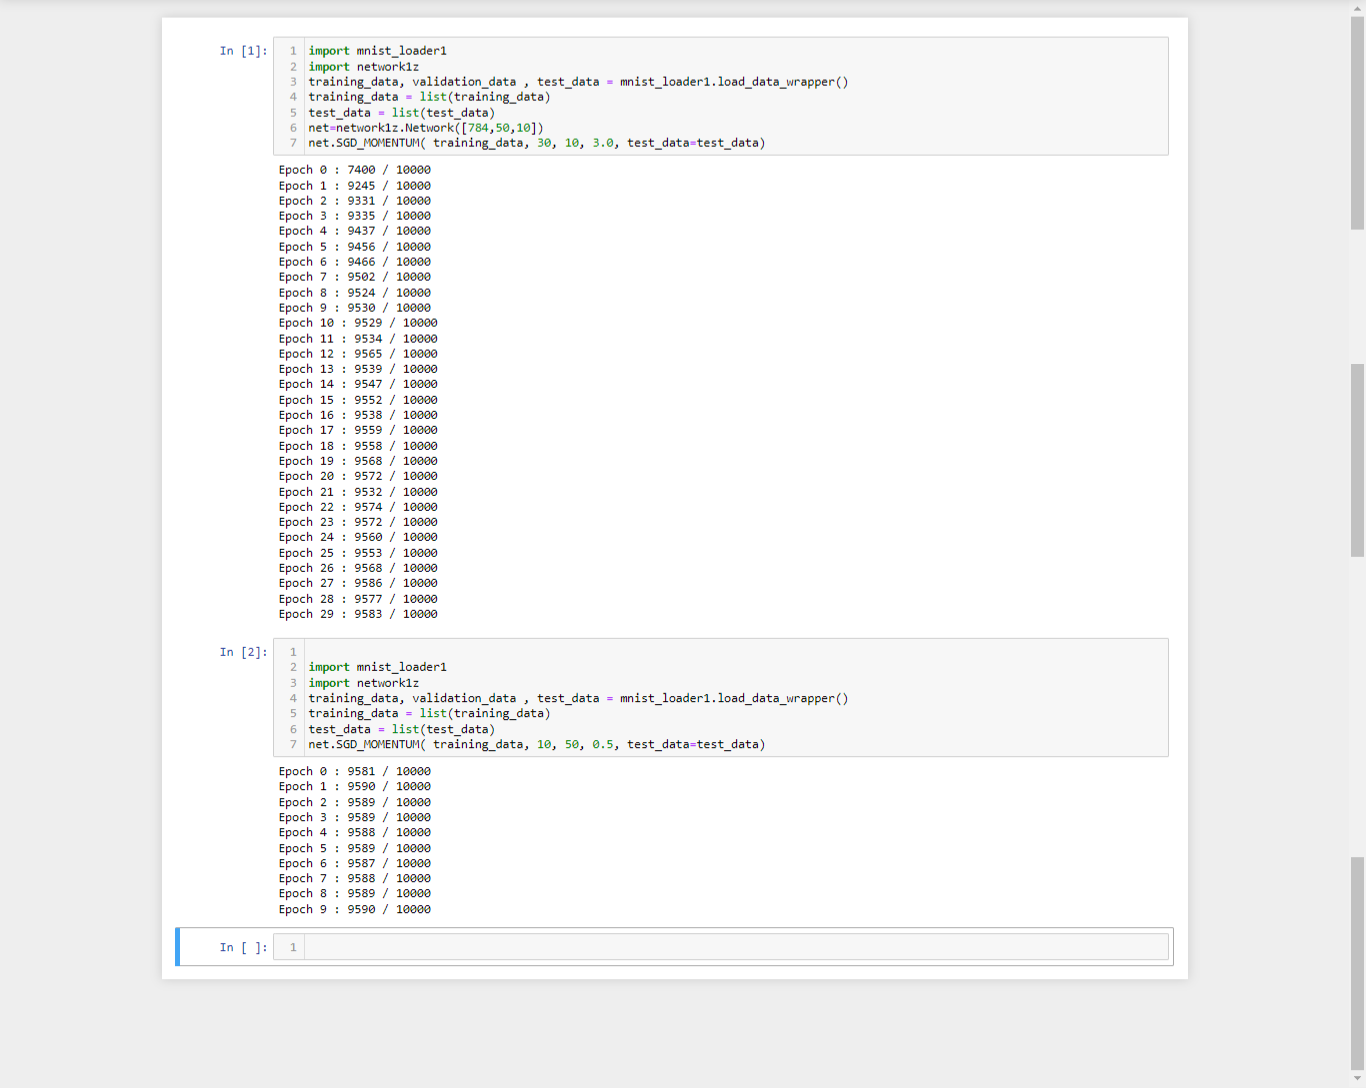 In [1]:
1 import mnist_loader1
2 import network1z
3 training_data, validation_data , test_data = mnist_loader1.load_data_wrapper()
4 training_data = list(training_data)
5 test_data = list(test_data)
6 net=network1z.Network([784,50,10])
7 net.SGD_MOMENTUM( training_data, 30, 10, 3.0, test_data=test_data)
Epoch 0 : 7400 / 10000
Epoch 1 : 9245 / 10000
Epoch 2 : 9331 / 10000
Epoch 3 : 9335 / 10000
Epoch 4 : 9437 / 10000
Epoch 5 : 9456 / 10000
Epoch 6 : 9466 / 10000
Epoch 7 : 9502 / 10000
Epoch 8 : 9524 / 10000
Epoch 9 : 9530 / 10000
Epoch 10 : 9529 / 10000
Epoch 11 : 9534 / 10000
Epoch 12 : 9565 / 10000
Epoch 13 : 9539 / 10000
Epoch 14 : 9547 / 10000
Epoch 15 : 9552 / 10000
Epoch 16 : 9538 / 10000
Epoch 17 : 9559 / 10000
Epoch 18 : 9558 / 10000
Epoch 19 : 9568 / 10000
Epoch 20 : 9572 / 10000
Epoch 21 : 9532 / 10000
Epoch 22 : 9574 / 10000
Epoch 23 : 9572 / 10000
Epoch 24 : 9560 / 10000
Epoch 25 : 9553 / 10000
Epoch 26 : 9568 / 10000
Epoch 27 : 9586 / 10000
Epoch 28 : 9577 / 10000
Epoch 29 : 9583 / 10000
In [2]:
1
2 import mnist_loader1
3 import network1z
4 training_data, validation_data , test_data = mnist_loader1.load_data_wrapper()
5 training_data = list(training_data)
6 test_data = list(test_data)
7 net.SGD_MOMENTUM( training_data, 10, 50, 0.5, test_data=test_data)
Epoch 0 : 9581 / 10000
Epoch 1 : 9590 / 10000
Epoch 2 : 9589 / 10000
Epoch 3 : 9589 / 10000
Epoch 4 : 9588 / 10000
Epoch 5 : 9589 / 10000
Epoch 6 : 9587 / 10000
Epoch 7 : 9588 / 10000
Epoch 8 : 9589 / 10000
Epoch 9 : 9590 / 10000
In [ ]:
1